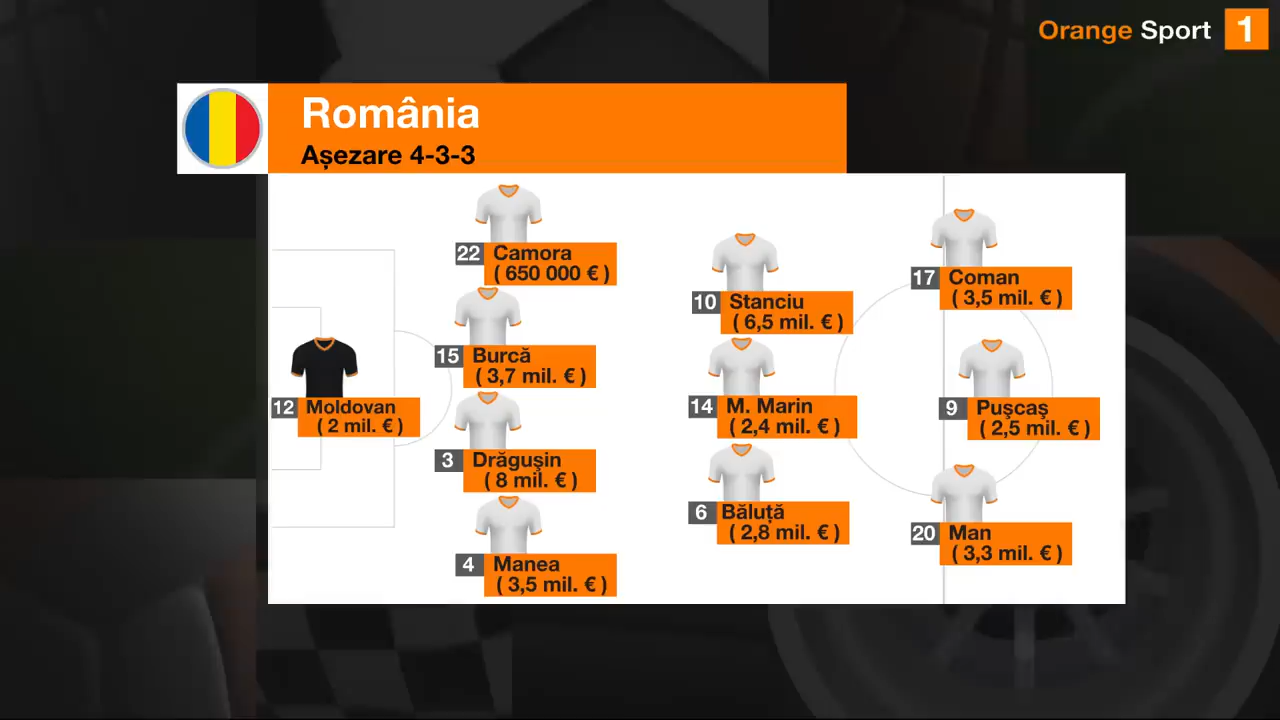 Orange Sport 1
România
Așezare 4-3-3
22 Camora
( 650 000 € )
15 Burcă
( 3,7 mil. € )
12 Moldovan
( 2 mil. € )
3 Drăgușin
( 8 mil. € )
4 Manea
( 3,5 mil. € )
10 Stanciu
( 6,5 mil. € )
14 M. Marin
( 2,4 mil. € )
6 Băluță
( 2,8 mil. € )
17 Coman
( 3,5 mil. € )
9 Pușcaș
( 2,5 mil. € )
20 Man
( 3,3 mil. € )